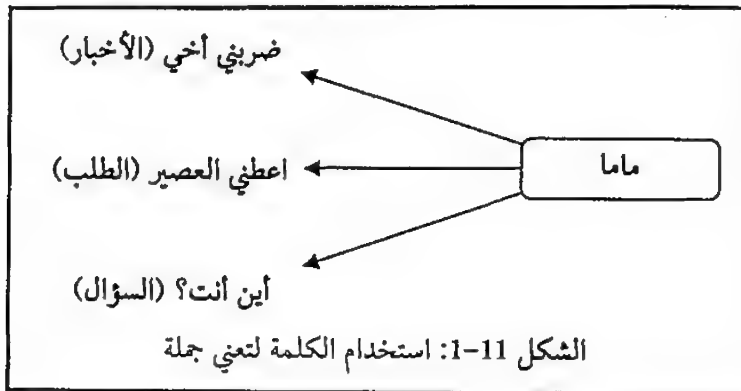 ضربني أخي (الأخبار)
ماما
اعطني العصير (الطلب)
أين أنت؟ (السؤال)
الشكل 11-1: استخدام الكلمة لتعني جملة